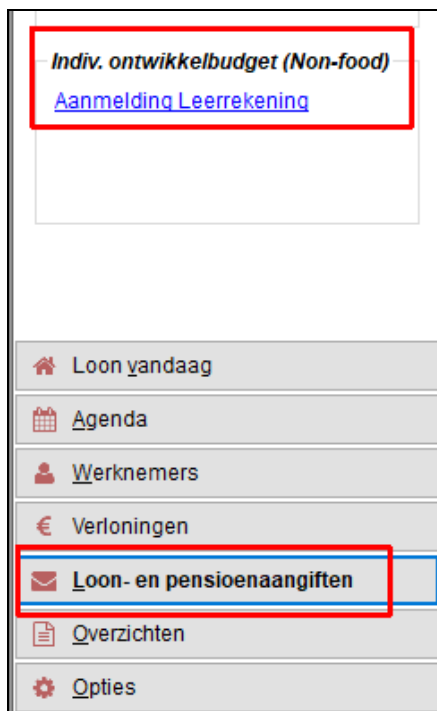 Indiv. ontwikkelbudget (Non-food)
Aanmelding Leerrekening
Loon vandaag
Agenda
Werknemers
€ Verloningen
Loon- en pensioenaangiften
Overzichten
Opties